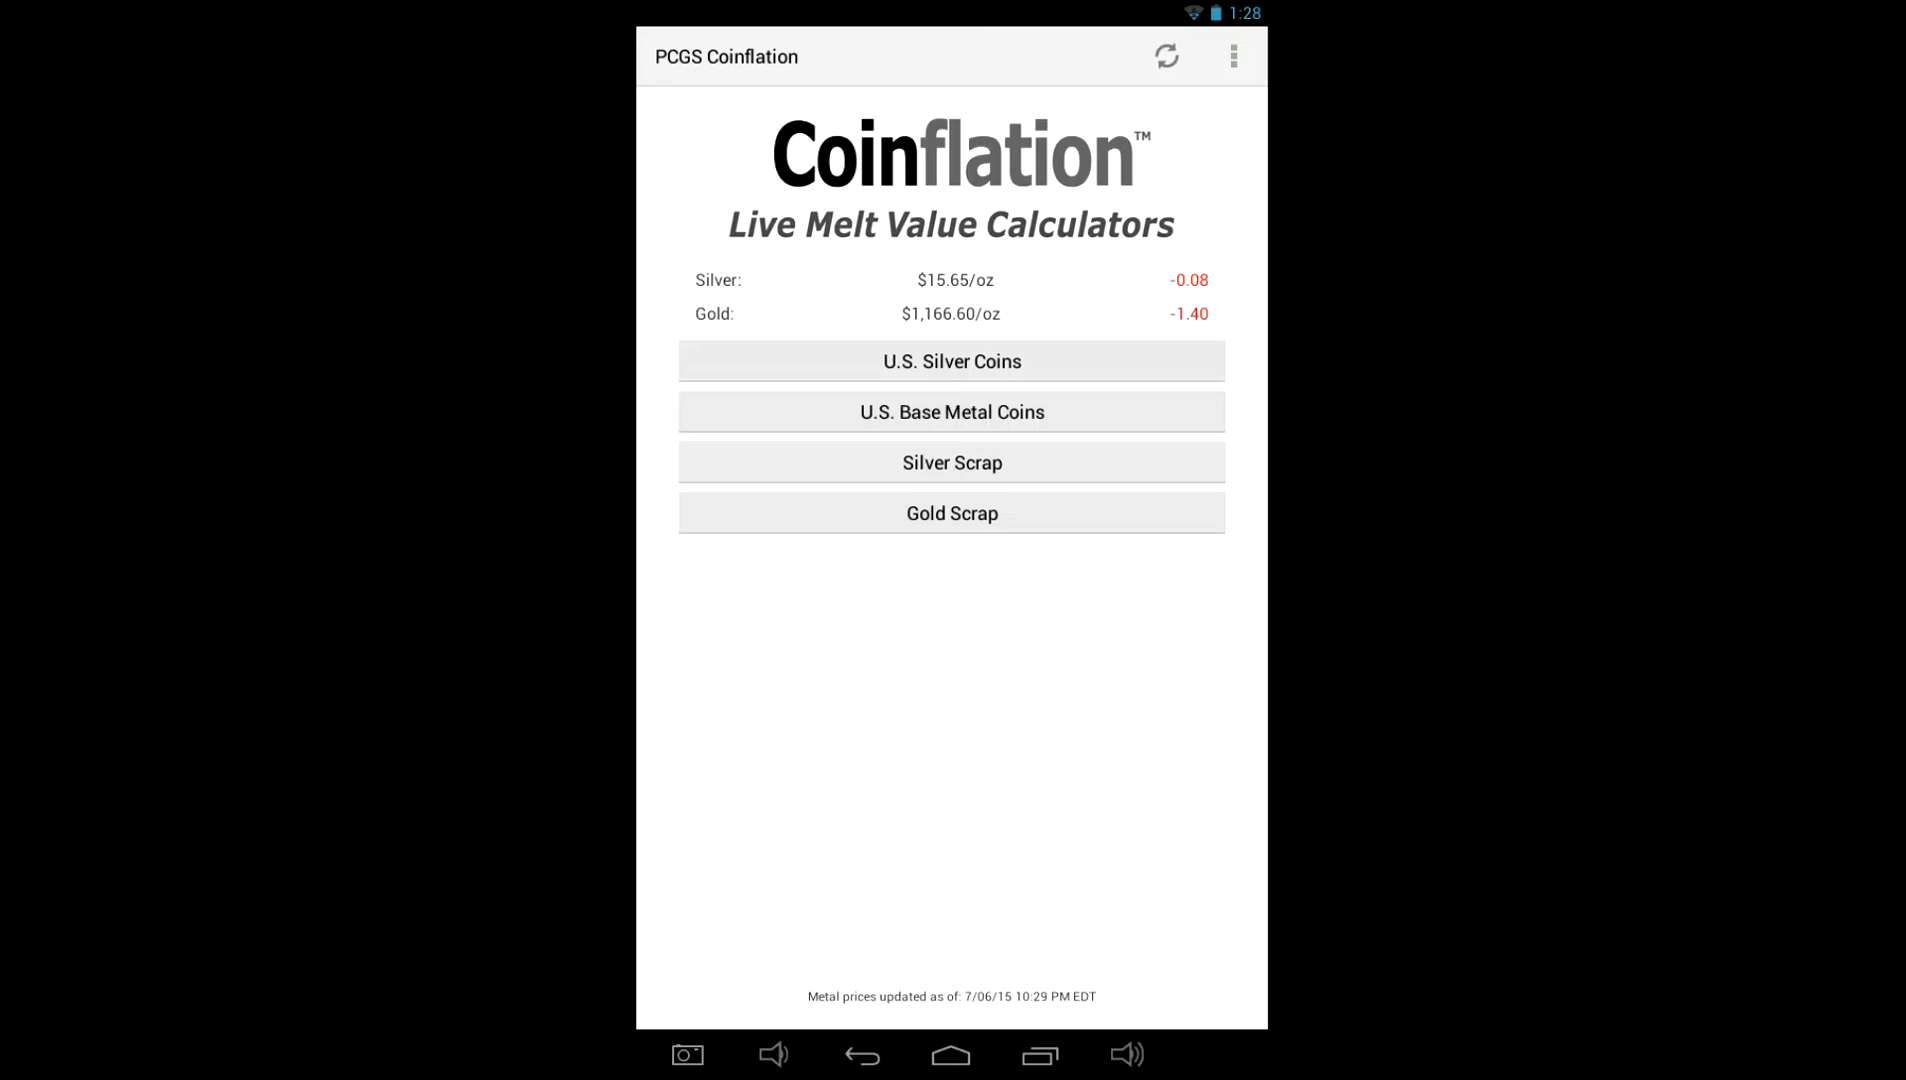 1:28
PCGS Coinflation
Coinflation™
Live Melt Value Calculators
Silver: $15.65/oz -0.08
Gold: $1,166.60/oz -1.40
U.S. Silver Coins
U.S. Base Metal Coins
Silver Scrap
Gold Scrap
Metal prices updated as of: 7/06/15 10:29 PM EDT